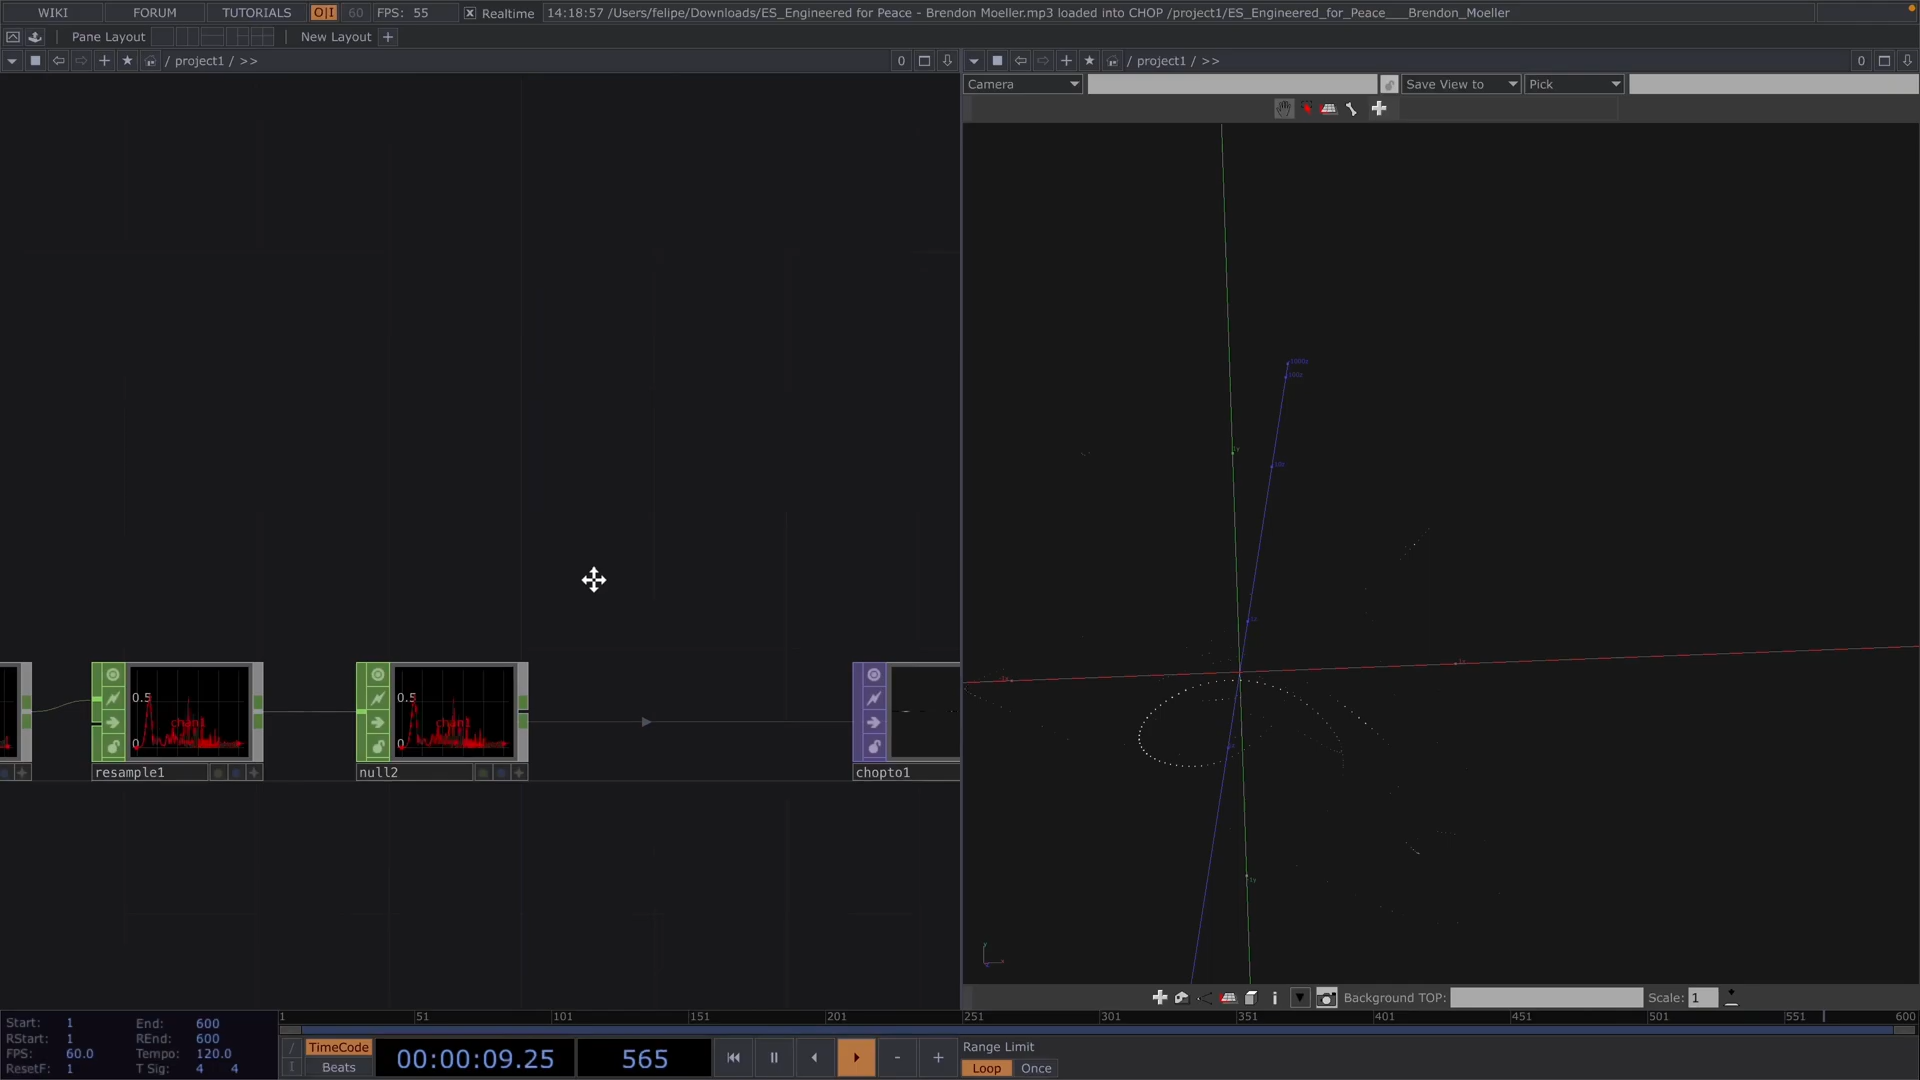 WIKI FORUM TUTORIALS O|I 60 FPS: 55 Realtime 14:18:57 /Users/felipe/Downloads/ES_Engineered for Peace - Brendon Moeller.mp3 loaded into CHOP /project1/ES_Engineered_for_Peace___Brendon_Moeller
Pane Layout New Layout +
/ project1 / >> 0
/ project1 / >> 0
Camera Save View to Pick
0.5
chan1
0
resample1
0.5
chan1
0
null2
chopto1
Background TOP: Scale: 1
Start: 1 End: 600
RStart: 1 REnd: 600
FPS: 60.0 Tempo: 120.0
ResetF: 1 T Sig: 4 4
1 51 101 151 201 251 301 351 401 451 501 551 600
TimeCode
Beats
00:00:09.25
565
- +
Range Limit
Loop Once